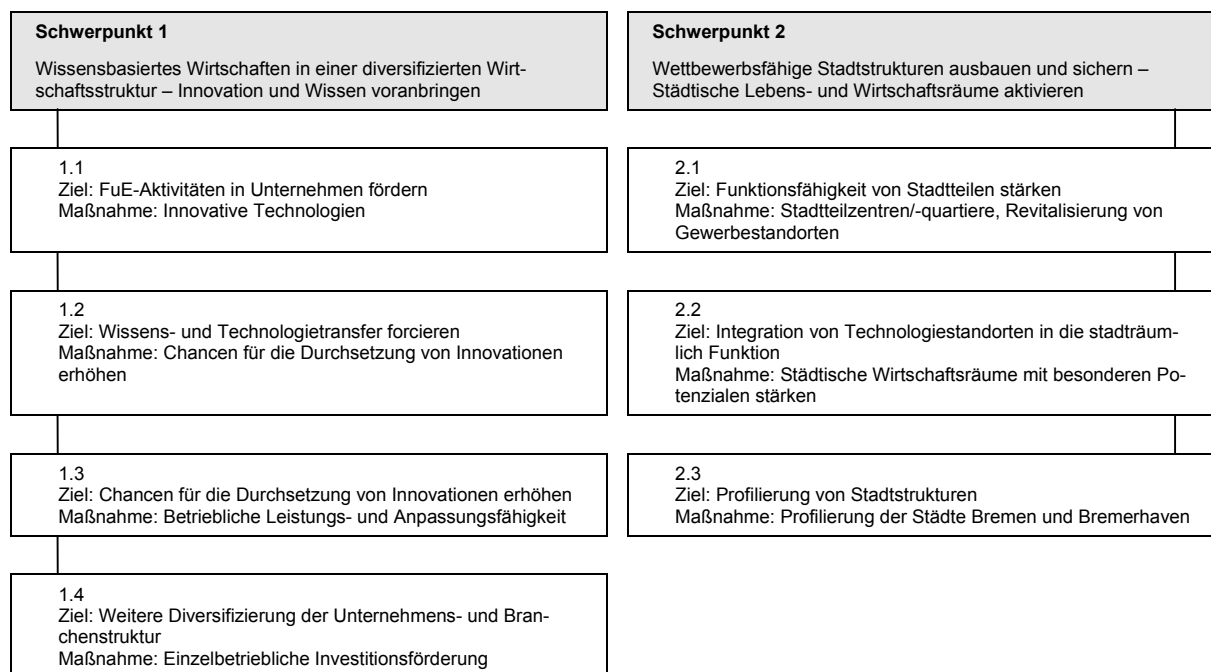 Schwerpunkt 1
Wissensbasiertes Wirtschaften in einer diversifizierten Wirt-
schaftsstruktur – Innovation und Wissen voranbringen
1.1
Ziel: FuE-Aktivitäten in Unternehmen fördern
Maßnahme: Innovative Technologien
1.2
Ziel: Wissens- und Technologietransfer forcieren
Maßnahme: Chancen für die Durchsetzung von Innovationen
erhöhen
1.3
Ziel: Chancen für die Durchsetzung von Innovationen erhöhen
Maßnahme: Betriebliche Leistungs- und Anpassungsfähigkeit
1.4
Ziel: Weitere Diversifizierung der Unternehmens- und Bran-
chenstruktur
Maßnahme: Einzelbetriebliche Investitionsförderung
Schwerpunkt 2
Wettbewerbsfähige Stadtstrukturen ausbauen und sichern –
Städtische Lebens- und Wirtschaftsräume aktivieren
2.1
Ziel: Funktionsfähigkeit von Stadtteilen stärken
Maßnahme: Stadtteilzentren/-quartiere, Revitalisierung von
Gewerbestandorten
2.2
Ziel: Integration von Technologiestandorten in die stadträum-
lich Funktion
Maßnahme: Städtische Wirtschaftsräume mit besonderen Po-
tenzialen stärken
2.3
Ziel: Profilierung von Stadtstrukturen
Maßnahme: Profilierung der Städte Bremen und Bremerhaven